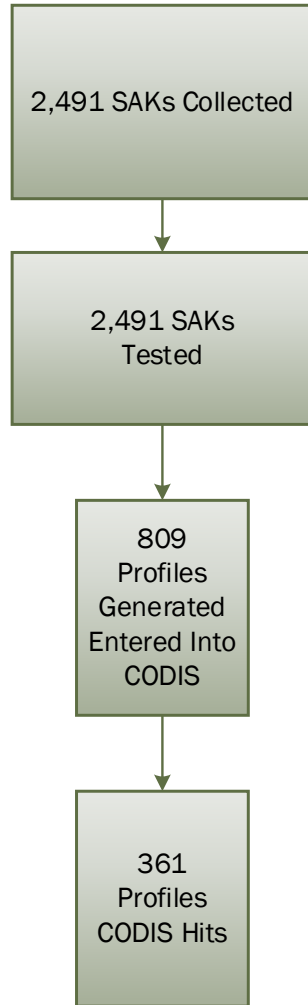 2,491 SAKs Collected
2,491 SAKs
Tested
809
Profiles
Generated
Entered Into
CODIS
361
Profiles
CODIS Hits